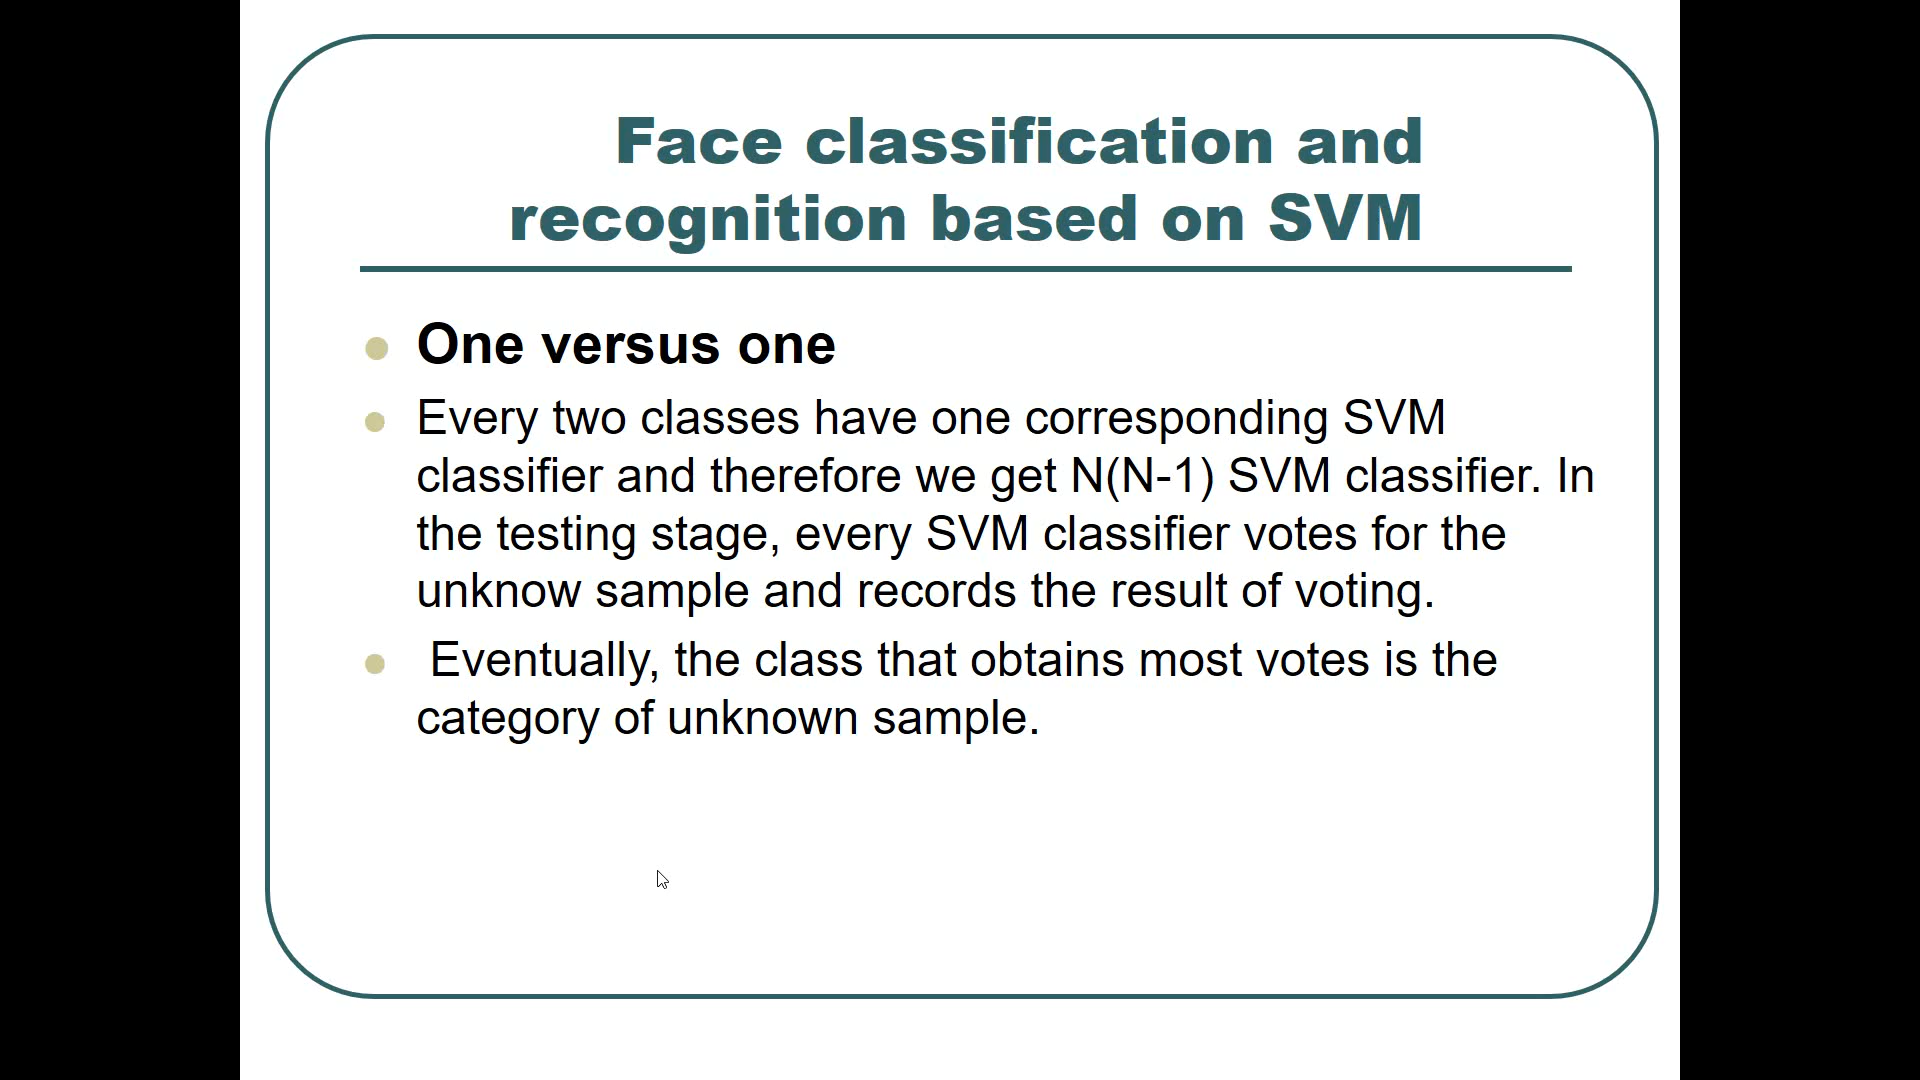 Face classification and
recognition based on SVM
One versus one
Every two classes have one corresponding SVM
classifier and therefore we get N(N-1) SVM classifier. In
the testing stage, every SVM classifier votes for the
unknow sample and records the result of voting.
Eventually, the class that obtains most votes is the
category of unknown sample.